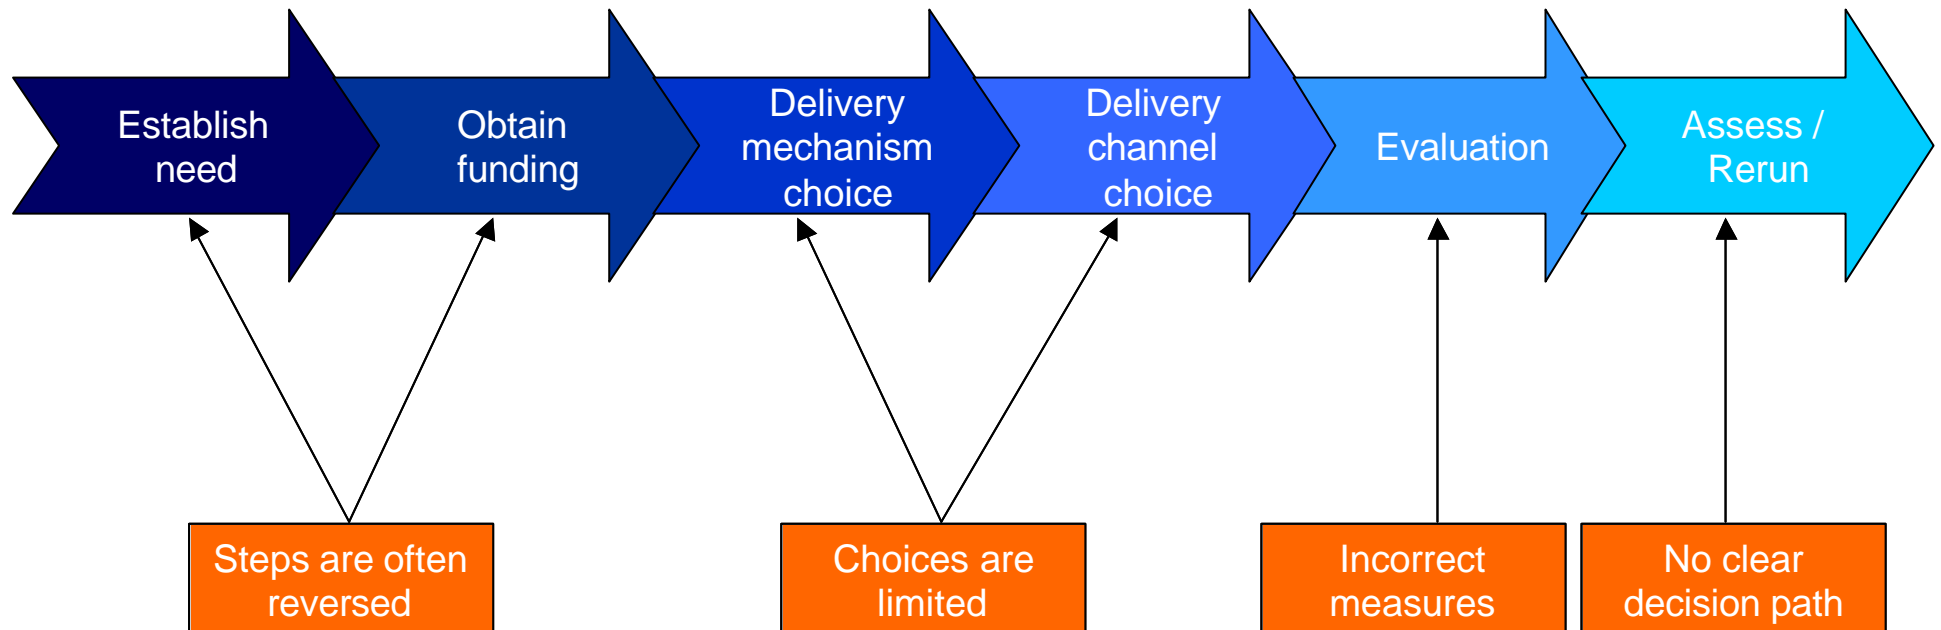 Establish
need
Obtain
funding
Delivery
mechanism
choice
Delivery
channel
choice
Evaluation
Assess /
Rerun
Steps are often
reversed
Choices are
limited
Incorrect
measures
No clear
decision path